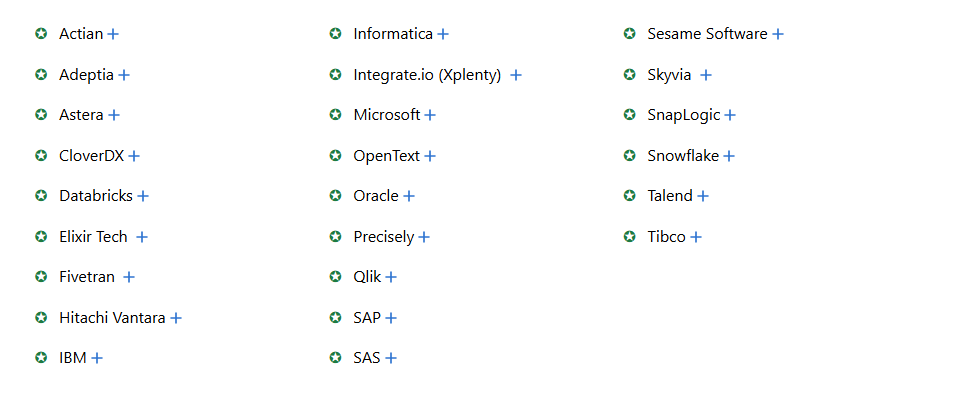 Actian +
Adeptia +
Astera +
CloverDX +
Databricks +
Elixir Tech +
Fivetran +
Hitachi Vantara +
IBM +
Informatica +
Integrate.io (Xplenty) +
Microsoft +
OpenText +
Oracle +
Precisely +
Qlik +
SAP +
SAS +
Sesame Software +
Skyvia +
SnapLogic +
Snowflake +
Talend +
Tibco +